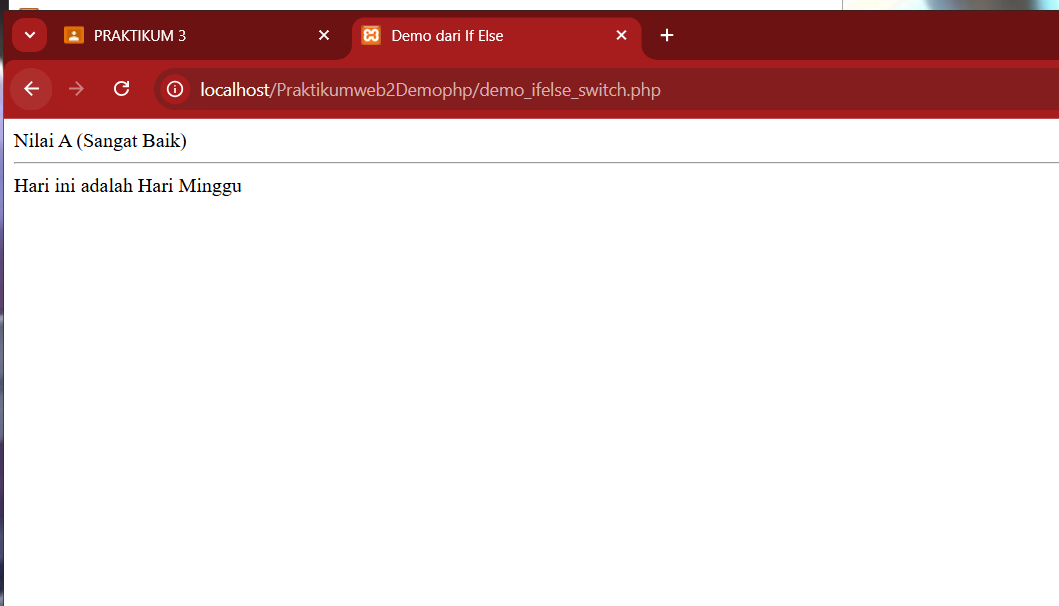 PRAKTIKUM 3
Demo dari If Else
localhost/Praktikumweb2Demophp/demo_ifelse_switch.php
Nilai A (Sangat Baik)
Hari ini adalah Hari Minggu